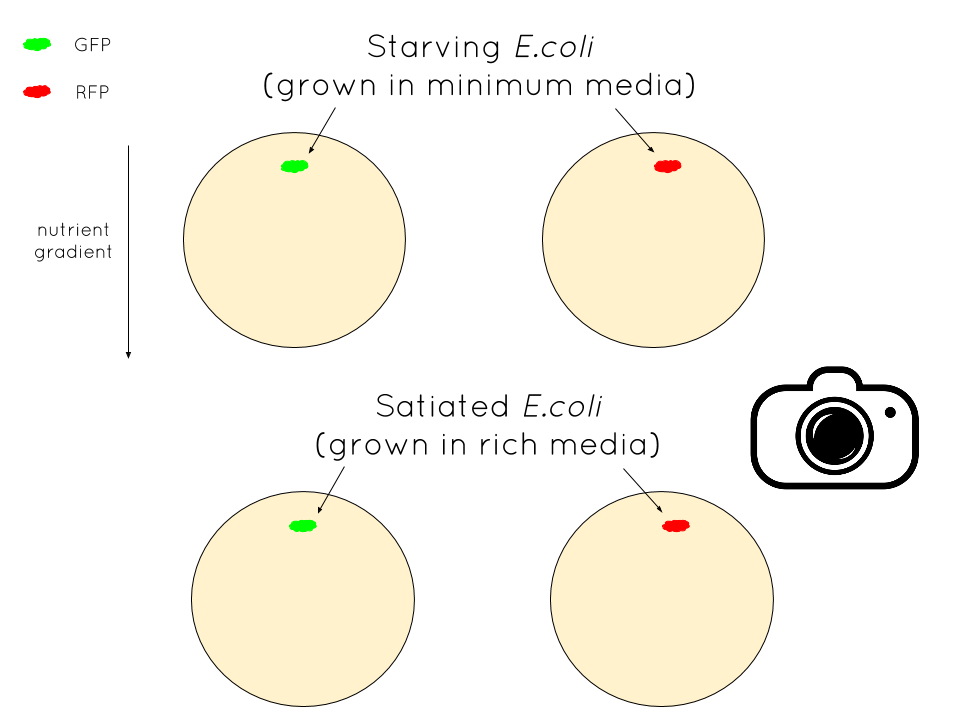 GFP
RFP
Starving E.coli
(grown in minimum media)
nutrient
gradient
Satiated E.coli
(grown in rich media)